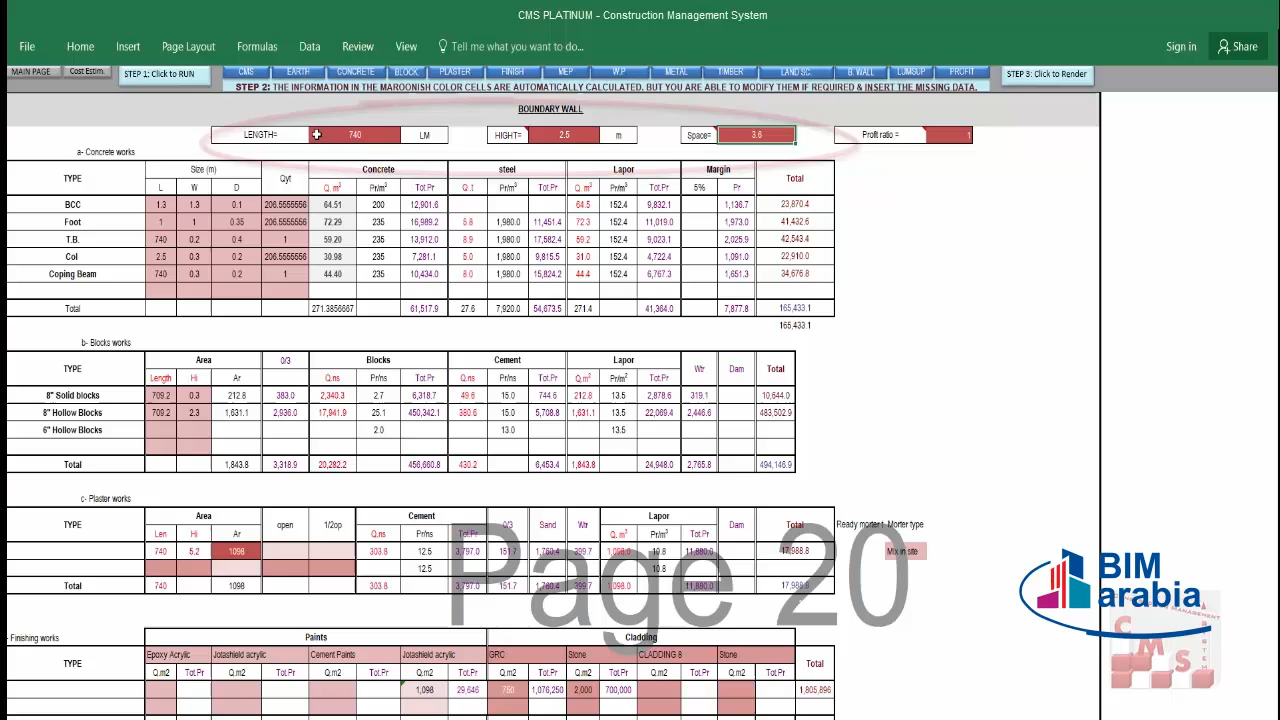 CMS PLATINUM - Construction Management System
File Home Insert Page Layout Formulas Data Review View Tell me what you want to do... Sign in Share
MAIN PAGE Cost Estim. STEP 1: Click to RUN CMS EARTH CONCRETE BLOCK PLASTER FINISH MEP W.P METAL TIMBER LAND SC. B. WALL LUMSUP PROFIT STEP 3: Click to Render
STEP 2: THE INFORMATION IN THE MAROONISH COLOR CELLS ARE AUTOMATICALLY CALCULATED. BUT YOU ARE ABLE TO MODIFY THEM IF REQUIRED & INSERT THE MISSING DATA.
BOUNDARY WALL
LENGTH= 740 LM HIGHT= 2.5 m Space= 3.6 Profit ratio = 1
a- Concrete works
TYPE Size (m) Qyt Concrete steel Lapor Margin Total
L W D Q. m³ Pr/m³ Tot.Pr Q. t Pr/m³ Tot.Pr Q. m³ Pr/m³ Tot.Pr 5% Pr
BCC 1.3 1.3 0.1 206.5555556 64.51 200 12,901.6 64.5 152.4 9,832.1 1,136.7 23,870.4
Foot 1 1 0.35 206.5555556 72.29 235 16,989.2 5.8 1,980.0 11,451.4 72.3 152.4 11,019.0 1,973.0 41,432.6
T.B. 740 0.2 0.4 1 59.20 235 13,912.0 8.9 1,980.0 17,582.4 59.2 152.4 9,023.1 2,025.9 42,543.4
Col 2.5 0.3 0.2 206.5555556 30.98 235 7,281.1 5.0 1,980.0 9,815.5 31.0 152.4 4,722.4 1,091.0 22,910.0
Coping Beam 740 0.3 0.2 1 44.40 235 10,434.0 8.0 1,980.0 15,824.2 44.4 152.4 6,767.3 1,651.3 34,676.8
Total 271.3856667 61,517.9 27.6 7,920.0 54,673.5 271.4 41,364.0 7,877.8 165,433.1
165,433.1
b- Blocks works
TYPE Area 0/3 Blocks Cement Lapor Wtr Dam Total
Length Hi Ar Q.ns Pr/ns Tot.Pr Q.ns Pr/ns Tot.Pr Q.m² Pr/m² Tot.Pr
8" Solid blocks 709.2 0.3 212.8 383.0 2,340.3 2.7 6,318.7 49.6 15.0 744.6 212.8 13.5 2,878.6 319.1 10,644.0
8" Hollow Blocks 709.2 2.3 1,631.1 2,936.0 17,941.9 25.1 450,342.1 380.6 15.0 5,708.8 1,631.1 13.5 22,069.4 2,446.6 483,502.9
6" Hollow Blocks 2.0 13.0 13.5
Total 1,843.8 3,318.9 20,282.2 456,660.8 430.2 6,453.4 1,843.8 24,948.0 2,765.8 494,146.9
c- Plaster works
TYPE Area open 1/2op Cement 0/3 Sand Wtr Lapor Dam Total Ready morter Morter type
Len Hi Ar Q.ns Pr/ns Tot.Pr Q. m² Pr/m² Tot.Pr
740 5.2 1098 303.8 12.5 3,797.0 151.7 1,760.4 399.7 1,098.0 10.8 11,880.0 17,988.8 Mix in site
12.5 10.8
Total 740 1098 303.8 3,797.0 151.7 1,760.4 399.7 1,098.0 11,880.0 17,988.8
Page 20
BIM
arabia
CMS
- Finishing works Paints Cladding
TYPE Epoxy Acrylic Jotashield acrylic Cement Paints Jotashield acrylic GRC Stone CLADDING 8 Stone Total
Q.m2 Tot.Pr Q.m2 Tot.Pr Q.m2 Tot.Pr Q.m2 Tot.Pr Q.m2 Tot.Pr Q.m2 Tot.Pr Q.m2 Tot.Pr Q.m2 Tot.Pr
1,098 29,646 750 1,076,250 2,000 700,000 1,805,896